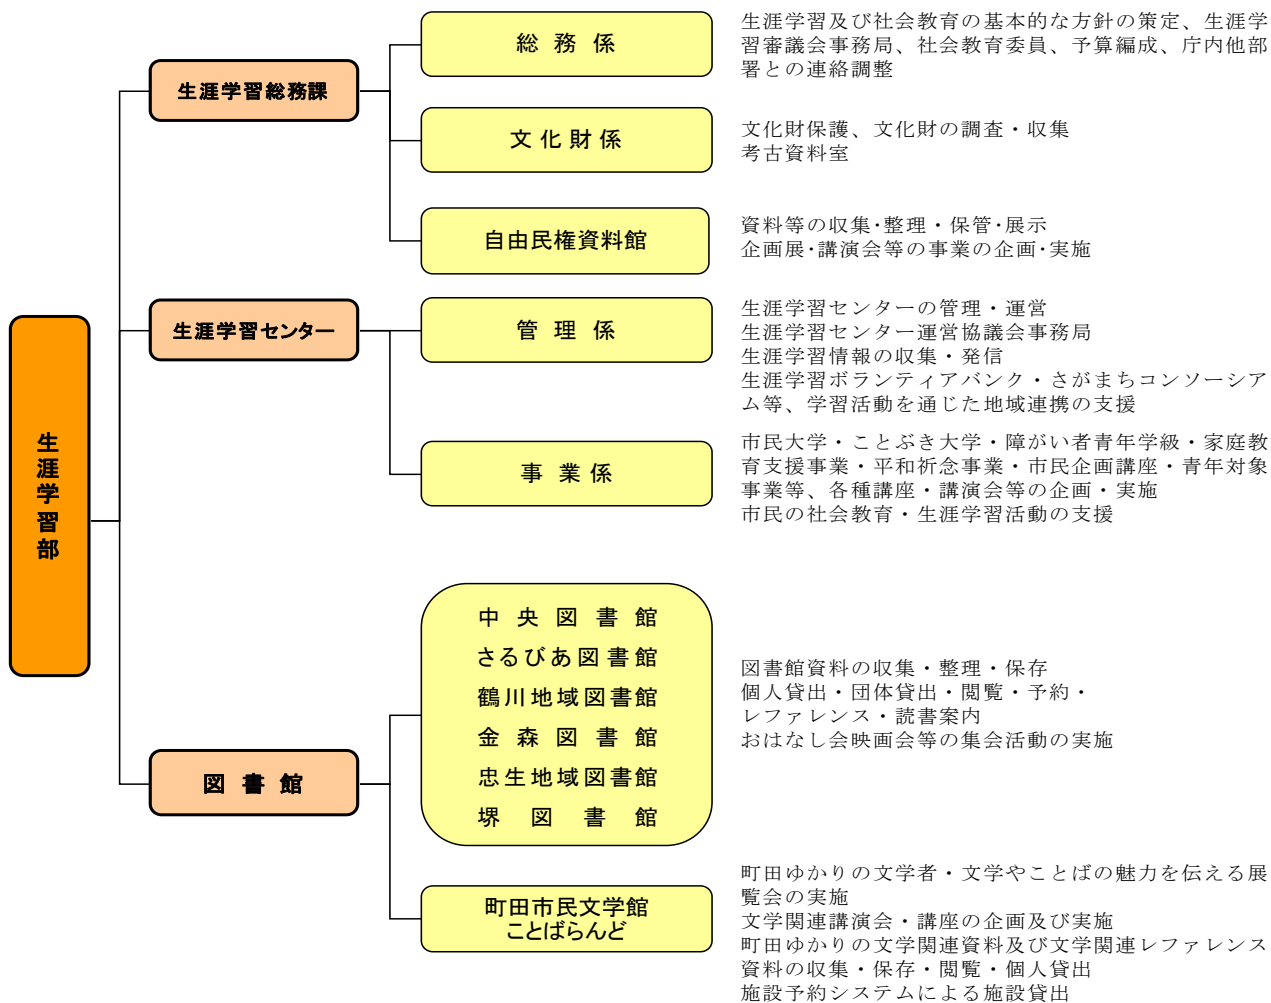 生涯学習部
生涯学習総務課
総務係
生涯学習及び社会教育の基本的な方針の策定、生涯学
習審議会事務局、社会教育委員、予算編成、庁内他部
署との連絡調整
文化財係
文化財保護、文化財の調査・収集
考古資料室
自由民権資料館
資料等の収集・整理・保管・展示
企画展・講演会等の事業の企画・実施
生涯学習センター
管理係
生涯学習センターの管理・運営
生涯学習センター運営協議会事務局
生涯学習情報の収集・発信
生涯学習ボランティアバンク・さがまちコンソーシア
ム等、学習活動を通じた地域連携の支援
事業係
市民大学・ことぶき大学・障がい者青年学級・家庭教
育支援事業・平和祈念事業・市民企画講座・青年対象
事業等、各種講座・講演会等の企画・実施
市民の社会教育・生涯学習活動の支援
図書館
中央図書館
さるびあ図書館
鶴川地域図書館
金森図書館
忠生地域図書館
堺図書館
図書館資料の収集・整理・保存
個人貸出・団体貸出・閲覧・予約・
レファレンス・読書案内
おはなし会映画会等の集会活動の実施
町田市民文学館
ことばらんど
町田ゆかりの文学者・文学やことばの魅力を伝える展
覧会の実施
文学関連講演会・講座の企画及び実施
町田ゆかりの文学関連資料及び文学関連レファレンス
資料の収集・保存・閲覧・個人貸出
施設予約システムによる施設貸出